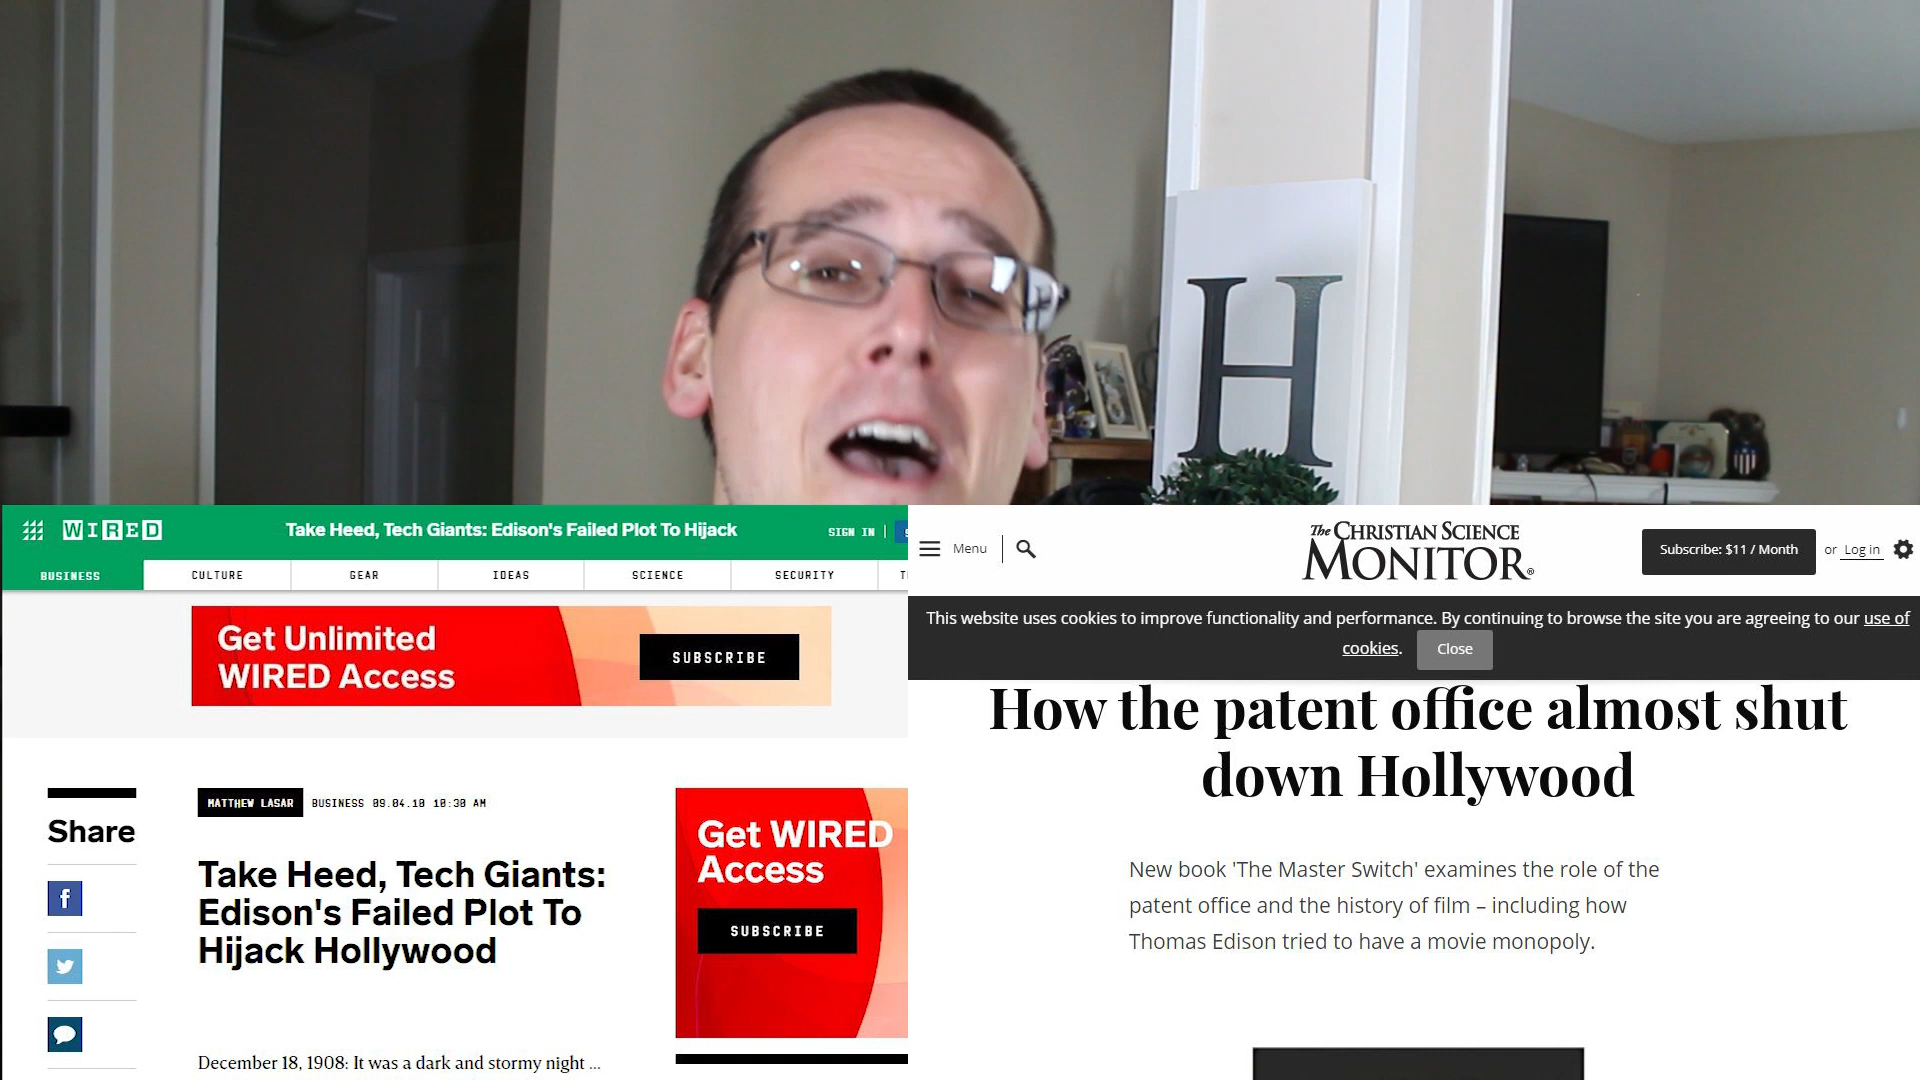 H
WIRED
Take Heed, Tech Giants: Edison's Failed Plot To Hijack
SIGN IN
BUSINESS
CULTURE
GEAR
IDEAS
SCIENCE
SECURITY
T
Get Unlimited
WIRED Access
SUBSCRIBE
Share
MATTHEW LASAR
BUSINESS 09.04.10 10:30 AM
Take Heed, Tech Giants:
Edison's Failed Plot To
Hijack Hollywood
Get WIRED
Access
SUBSCRIBE
December 18, 1908: It was a dark and stormy night ...
Menu
The CHRISTIAN SCIENCE
MONITOR®
Subscribe: $11 / Month
or Log in
This website uses cookies to improve functionality and performance. By continuing to browse the site you are agreeing to our use of
cookies. Close
How the patent office almost shut
down Hollywood
New book 'The Master Switch' examines the role of the
patent office and the history of film – including how
Thomas Edison tried to have a movie monopoly.